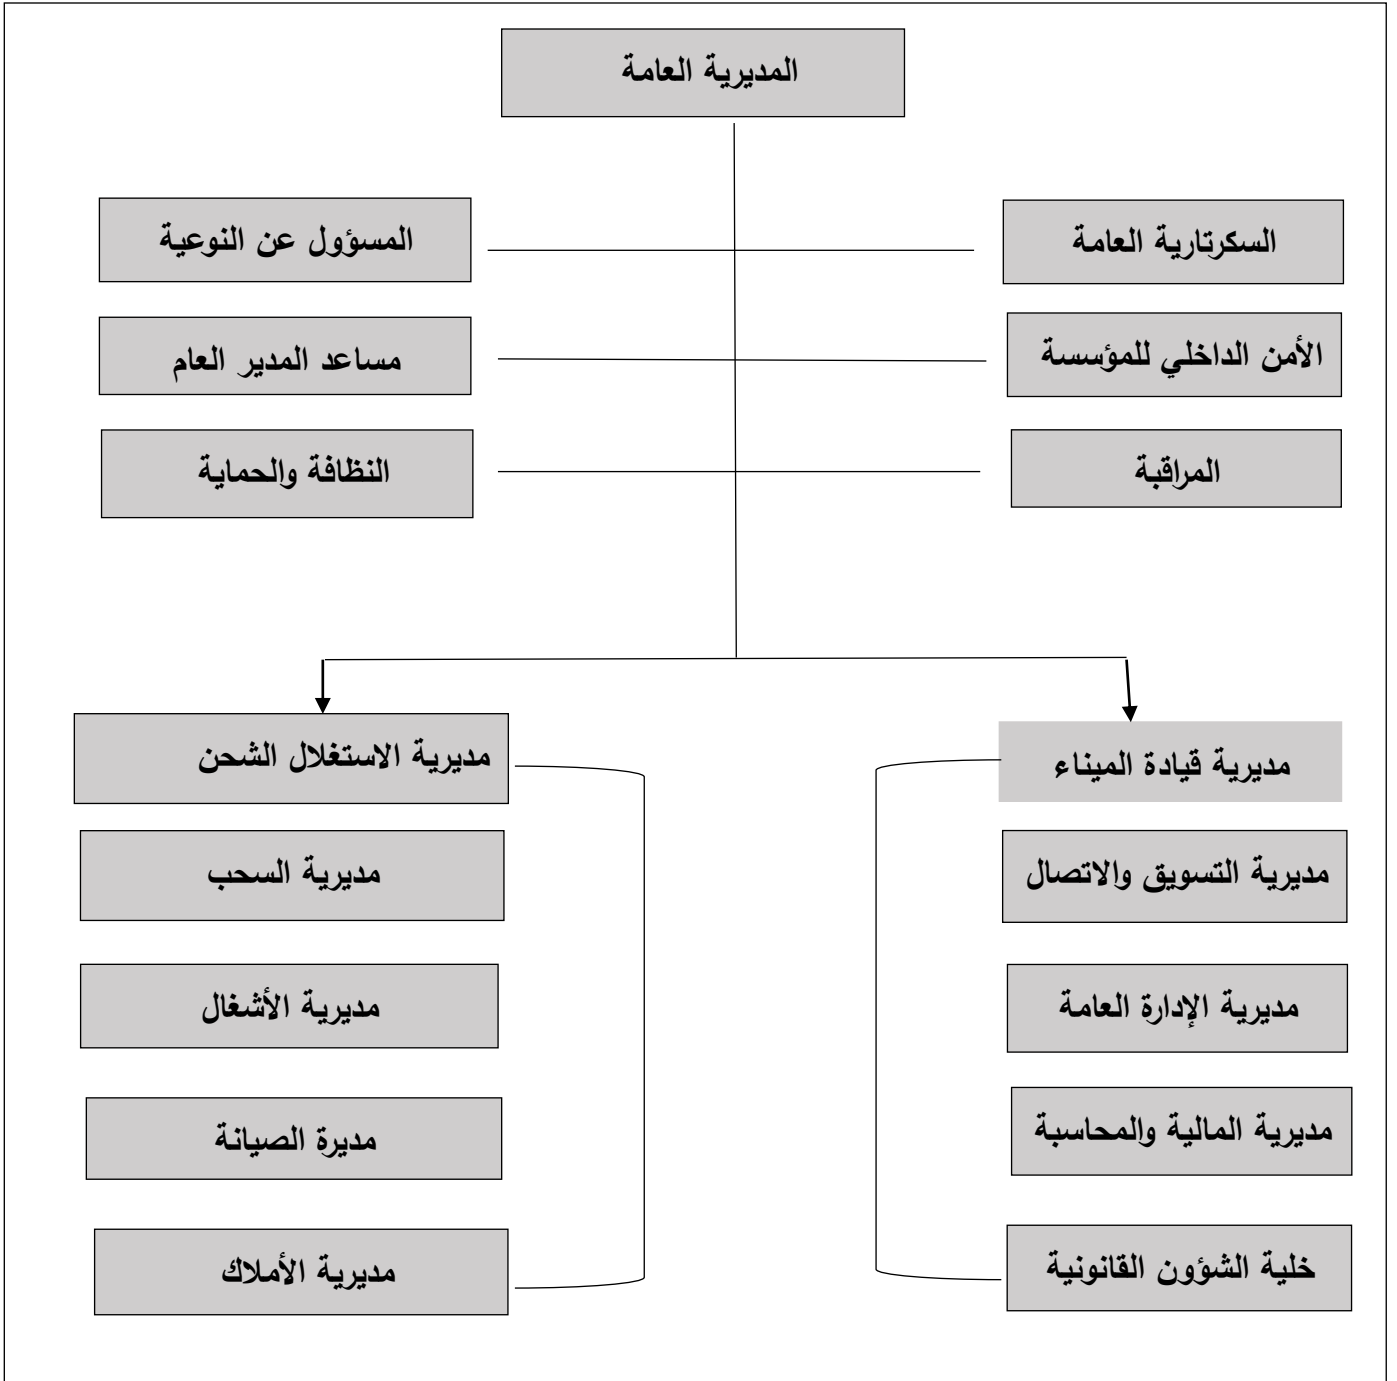 المديرية العامة
السكرتارية العامة
المسؤول عن النوعية
الأمن الداخلي للمؤسسة
مساعد المدير العام
المراقبة
النظافة والحماية
مديرية قيادة الميناء
مديرية الاستغلال الشحن
مديرية التسويق والاتصال
مديرية السحب
مديرية الإدارة العامة
مديرية الأشغال
مديرية المالية والمحاسبة
مديرة الصيانة
خلية الشؤون القانونية
مديرية الأملاك